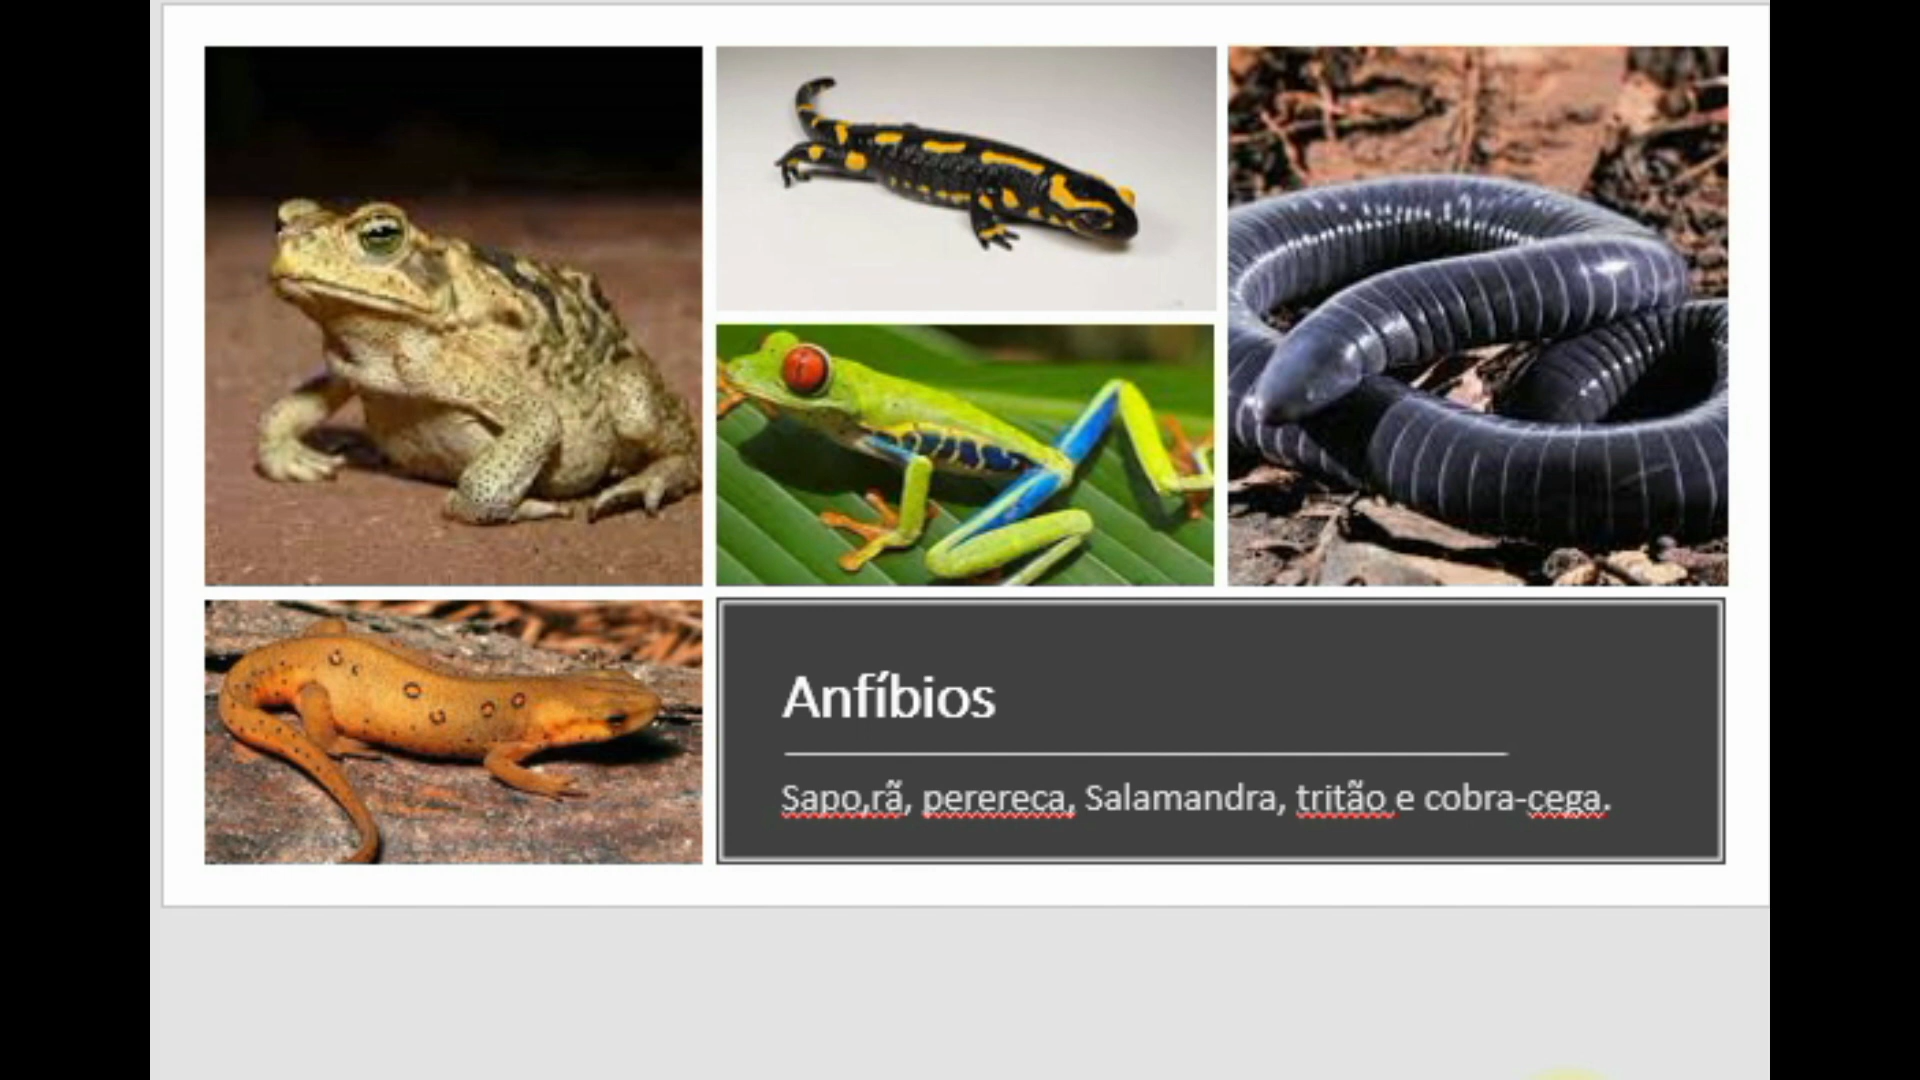 Anfíbios
Sapo,rã, perereca, Salamandra, tritão e cobra-cega.